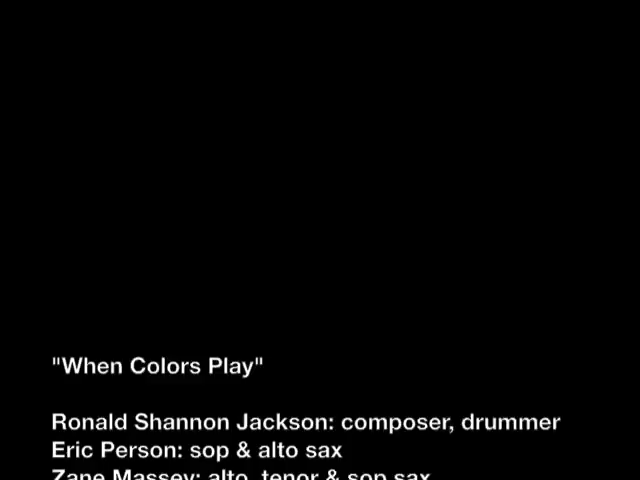 "When Colors Play"
Ronald Shannon Jackson: composer, drummer
Eric Person: sop & alto sax
Zane Massey: alto, tenor & sop sax